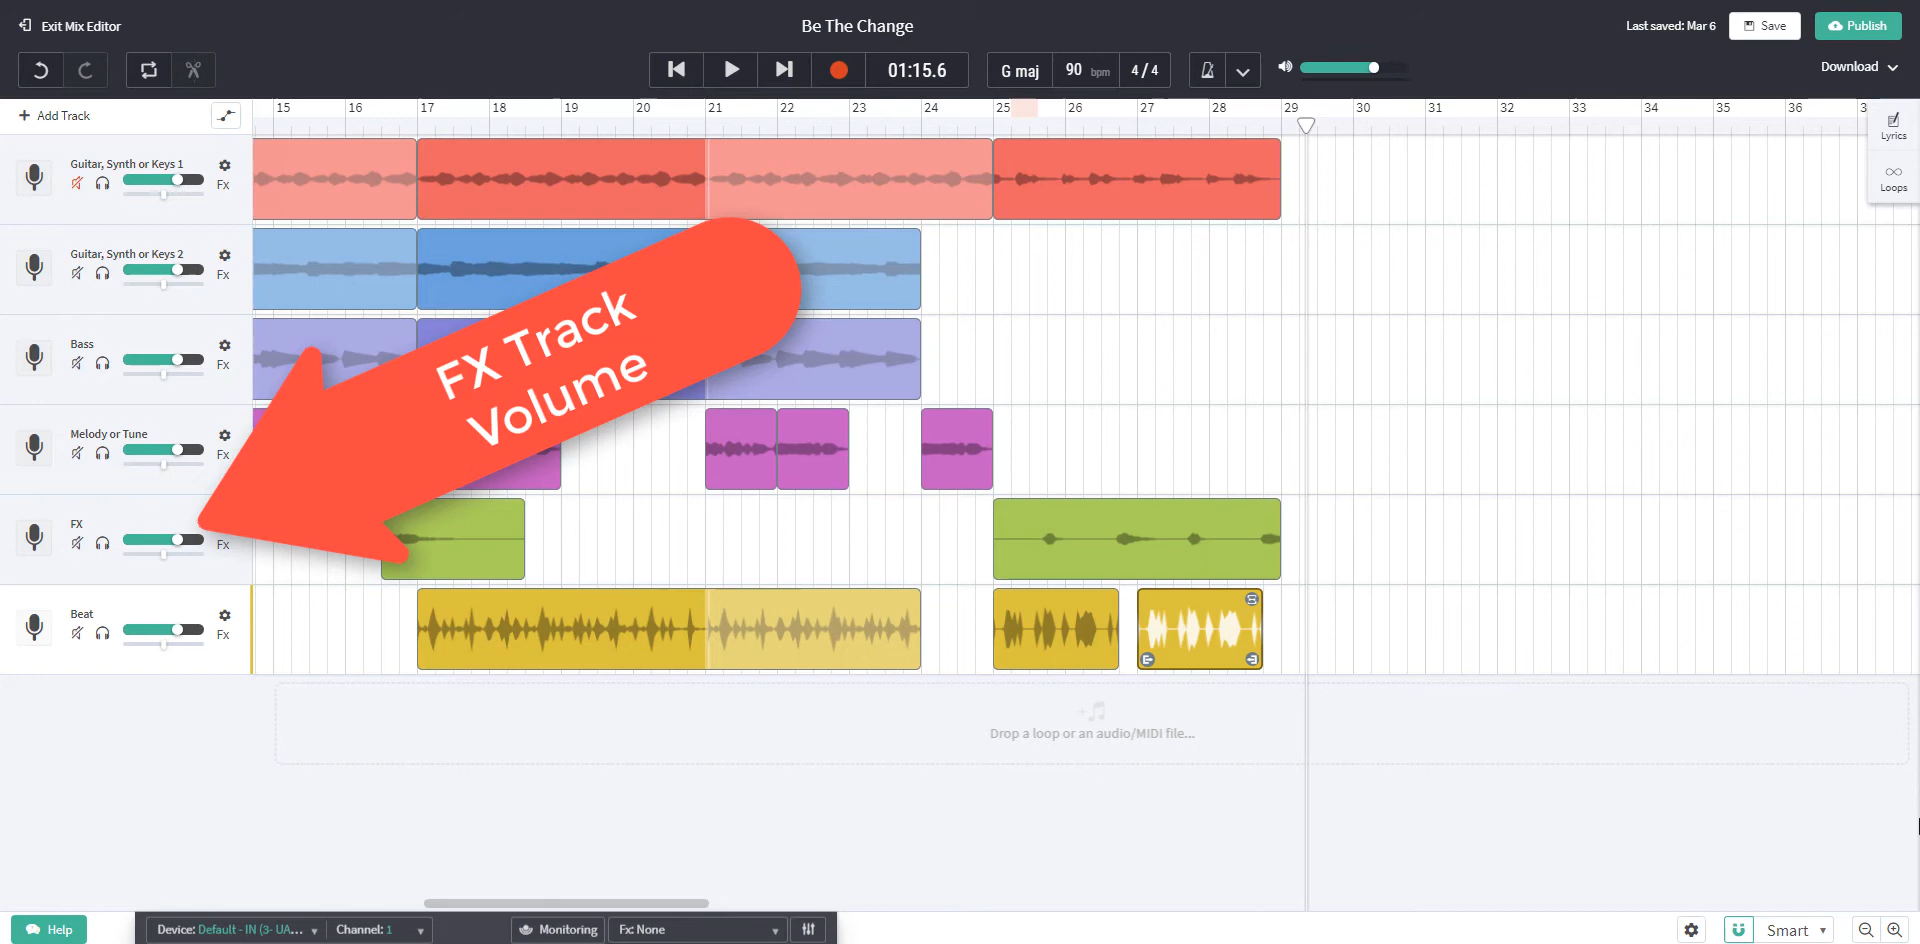 Exit Mix Editor
Be The Change
Last saved: Mar 6
Save
Publish
01:15.6
G maj
90 bpm
4 / 4
Download
+ Add Track
15 16 17 18 19 20 21 22 23 24 25 26 27 28 29 30 31 32 33 34 35 36
Lyrics
Loops
Guitar, Synth or Keys 1
Fx
Guitar, Synth or Keys 2
Fx
Bass
Fx
Melody or Tune
Fx
FX
Fx
Beat
Fx
FX Track
Volume
Drop a loop or an audio/MIDI file...
Help
Device: Default - IN (3- UA...
Channel: 1
Monitoring
Fx: None
Smart